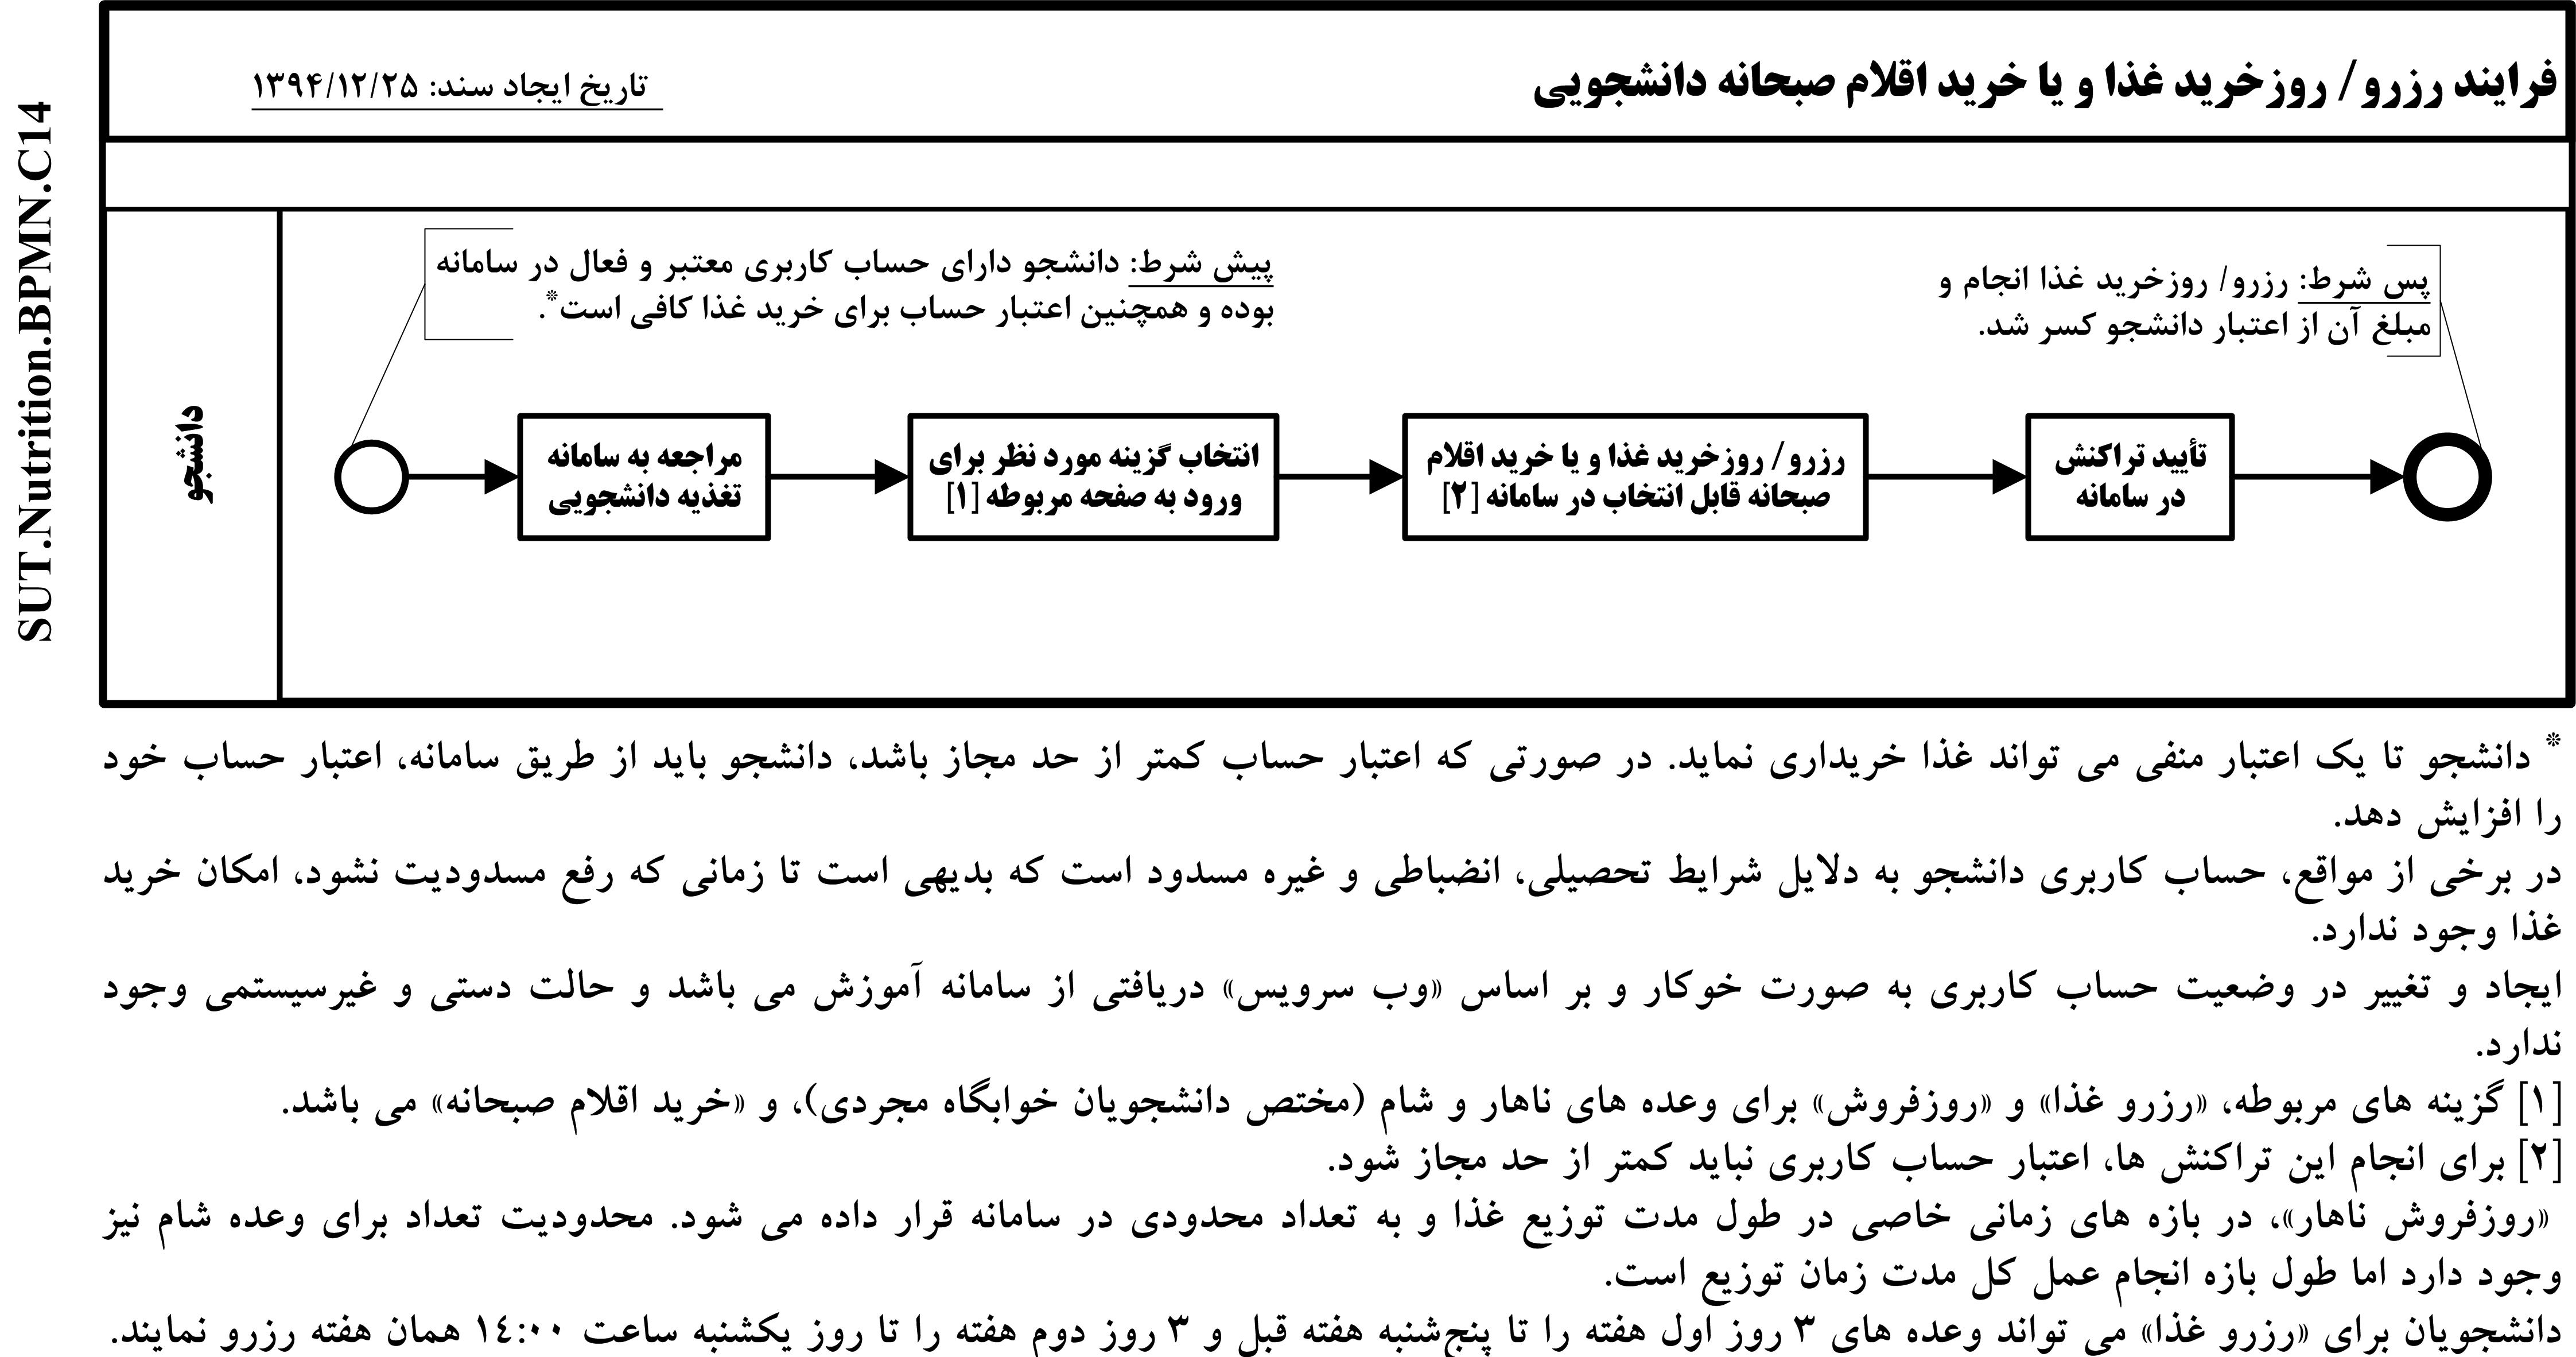 فرایند رزرو / روزخرید غذا و یا خرید اقلام صبحانه دانشجویی
تاریخ ایجاد سند: ۱۳۹۴/۱۲/۲۵
SUT.Nutrition.BPMN.C14
دانشجو
پیش شرط: دانشجو دارای حساب کاربری معتبر و فعال در سامانه
بوده و همچنین اعتبار حساب برای خرید غذا کافی است*.
پس شرط: رزرو/ روزخرید غذا انجام و
مبلغ آن از اعتبار دانشجو کسر شد.
مراجعه به سامانه
تغذیه دانشجویی
انتخاب گزینه مورد نظر برای
ورود به صفحه مربوطه [۱]
رزرو/ روزخرید غذا و یا خرید اقلام
صبحانه قابل انتخاب در سامانه [۲]
تأیید تراکنش
در سامانه
* دانشجو تا یک اعتبار منفی می تواند غذا خریداری نماید. در صورتی که اعتبار حساب کمتر از حد مجاز باشد، دانشجو باید از طریق سامانه، اعتبار حساب خود
را افزایش دهد.
در برخی از مواقع، حساب کاربری دانشجو به دلایل شرایط تحصیلی، انضباطی و غیره مسدود است که بدیهی است تا زمانی که رفع مسدودیت نشود، امکان خرید
غذا وجود ندارد.
ایجاد و تغییر در وضعیت حساب کاربری به صورت خوکار و بر اساس «وب سرویس» دریافتی از سامانه آموزش می باشد و حالت دستی و غیرسیستمی وجود
ندارد.
[۱] گزینه های مربوطه، «رزرو غذا» و «روزفروش» برای وعده های ناهار و شام (مختص دانشجویان خوابگاه مجردی)، و «خرید اقلام صبحانه» می باشد.
[۲] برای انجام این تراکنش ها، اعتبار حساب کاربری نباید کمتر از حد مجاز شود.
«روزفروش ناهار»، در بازه های زمانی خاصی در طول مدت توزیع غذا و به تعداد محدودی در سامانه قرار داده می شود. محدودیت تعداد برای وعده شام نیز
وجود دارد اما طول بازه انجام عمل کل مدت زمان توزیع است.
دانشجویان برای «رزرو غذا» می تواند وعده های ۳ روز اول هفته را تا پنج‌شنبه هفته قبل و ۳ روز دوم هفته را تا روز یکشنبه ساعت ١٤:٠٠ همان هفته رزرو نمایند.